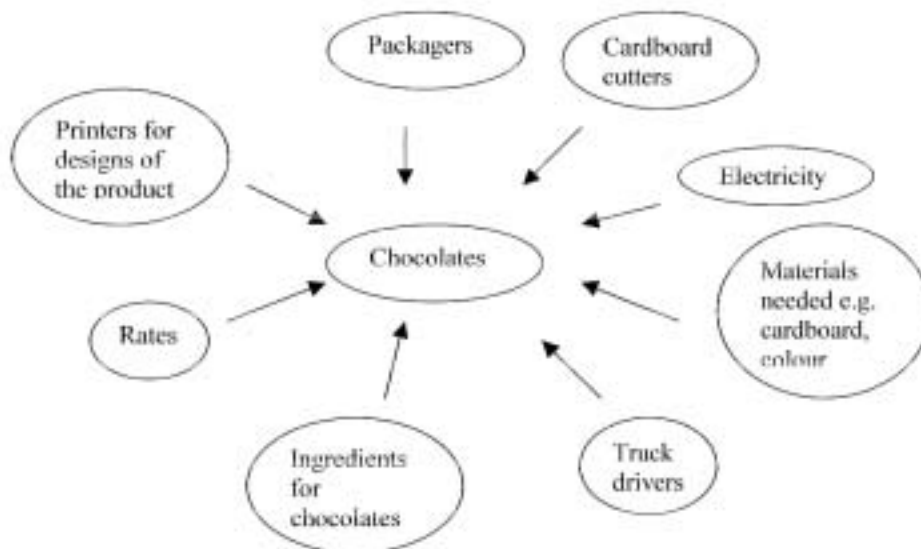 Packagers
Cardboard
cutters
Printers for
designs of
the product
Electricity
Chocolates
Materials
needed e.g.
cardboard,
colour
Rates
Ingredients
for
chocolates
Truck
drivers